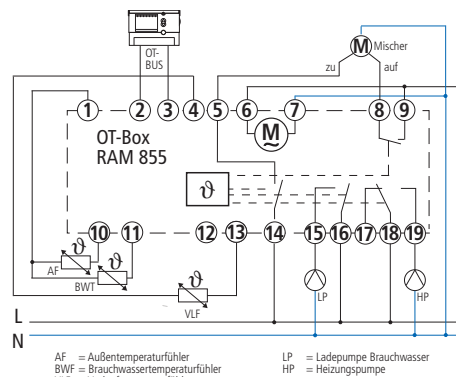 OT-
BUS
M
Mischer
zu
auf
1
2
3
4
5
6
7
8
9
OT-Box
RAM 855
M
~
ϑ
10
11
12
13
14
15
16
17
18
19
ϑ
AF
ϑ
BWT
ϑ
VLF
LP
HP
L
N
AF = Außentemperaturfühler
BWF = Brauchwassertemperaturfühler
LP = Ladepumpe Brauchwasser
HP = Heizungspumpe